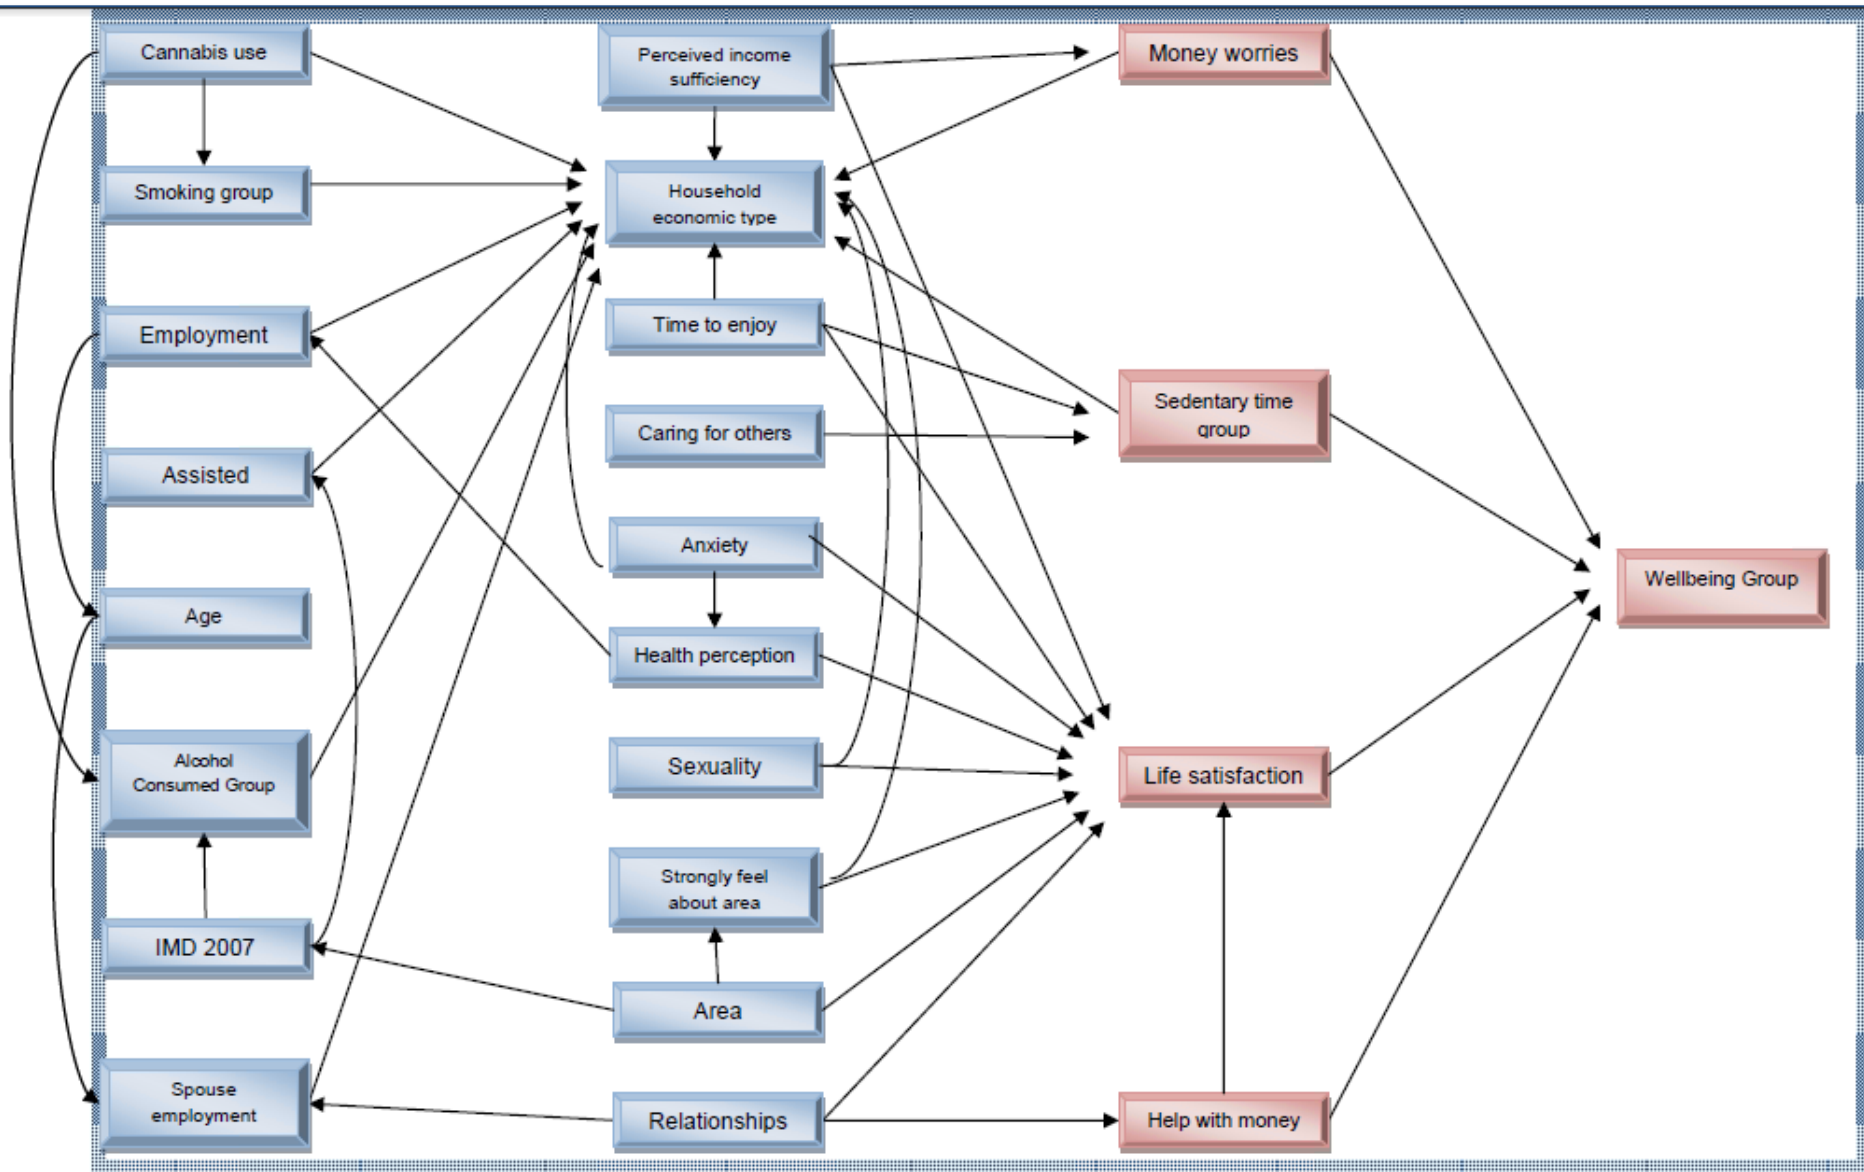 Cannabis use
Smoking group
Employment
Assisted
Age
Alcohol
Consumed Group
IMD 2007
Spouse
employment
Perceived income
sufficiency
Household
economic type
Time to enjoy
Caring for others
Anxiety
Health perception
Sexuality
Strongly feel
about area
Area
Relationships
Money worries
Sedentary time
group
Life satisfaction
Help with money
Wellbeing Group